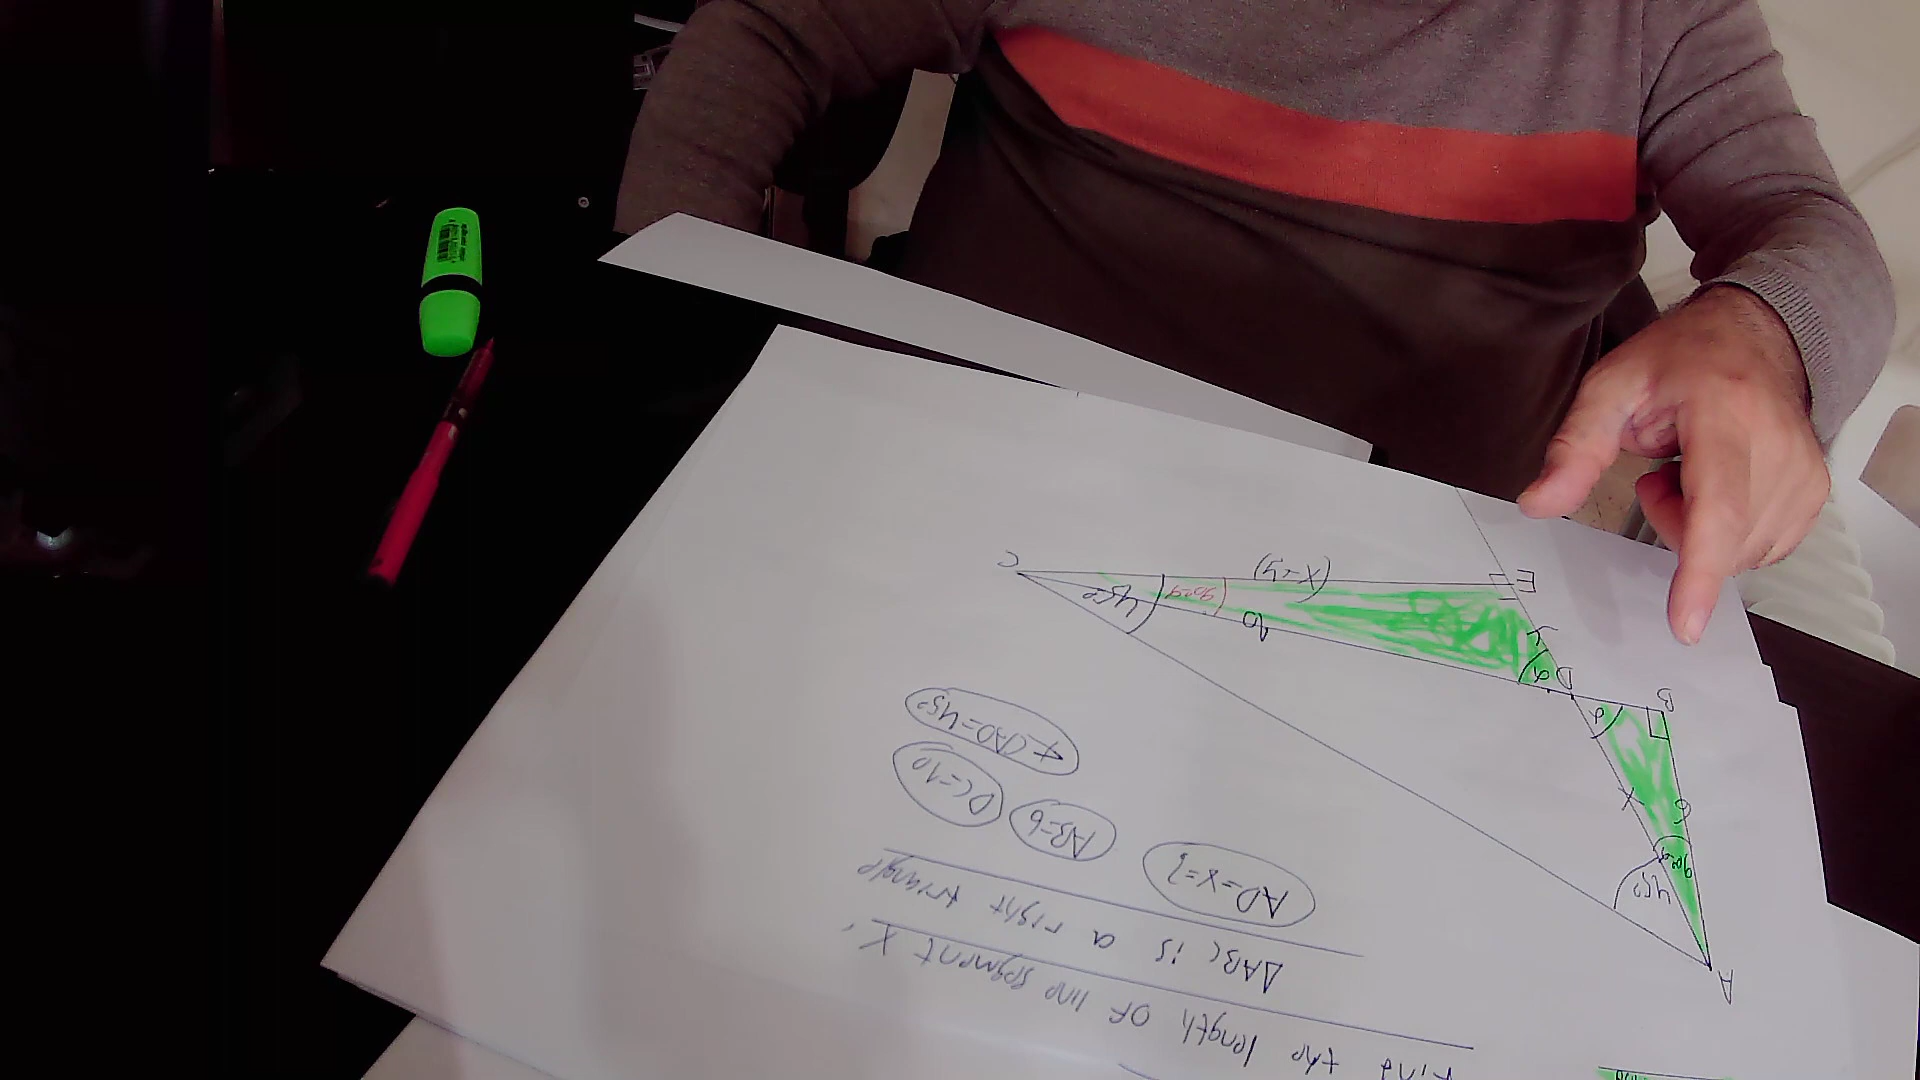 Find the length of line segment X,
ΔABC is a right triangle
AD=X=?
AB=6
DC=10
∠CAD=45°
A
45°
90-α
6
X
B
α
D
α
y
E
10
(x+y)
90-α
45°
C